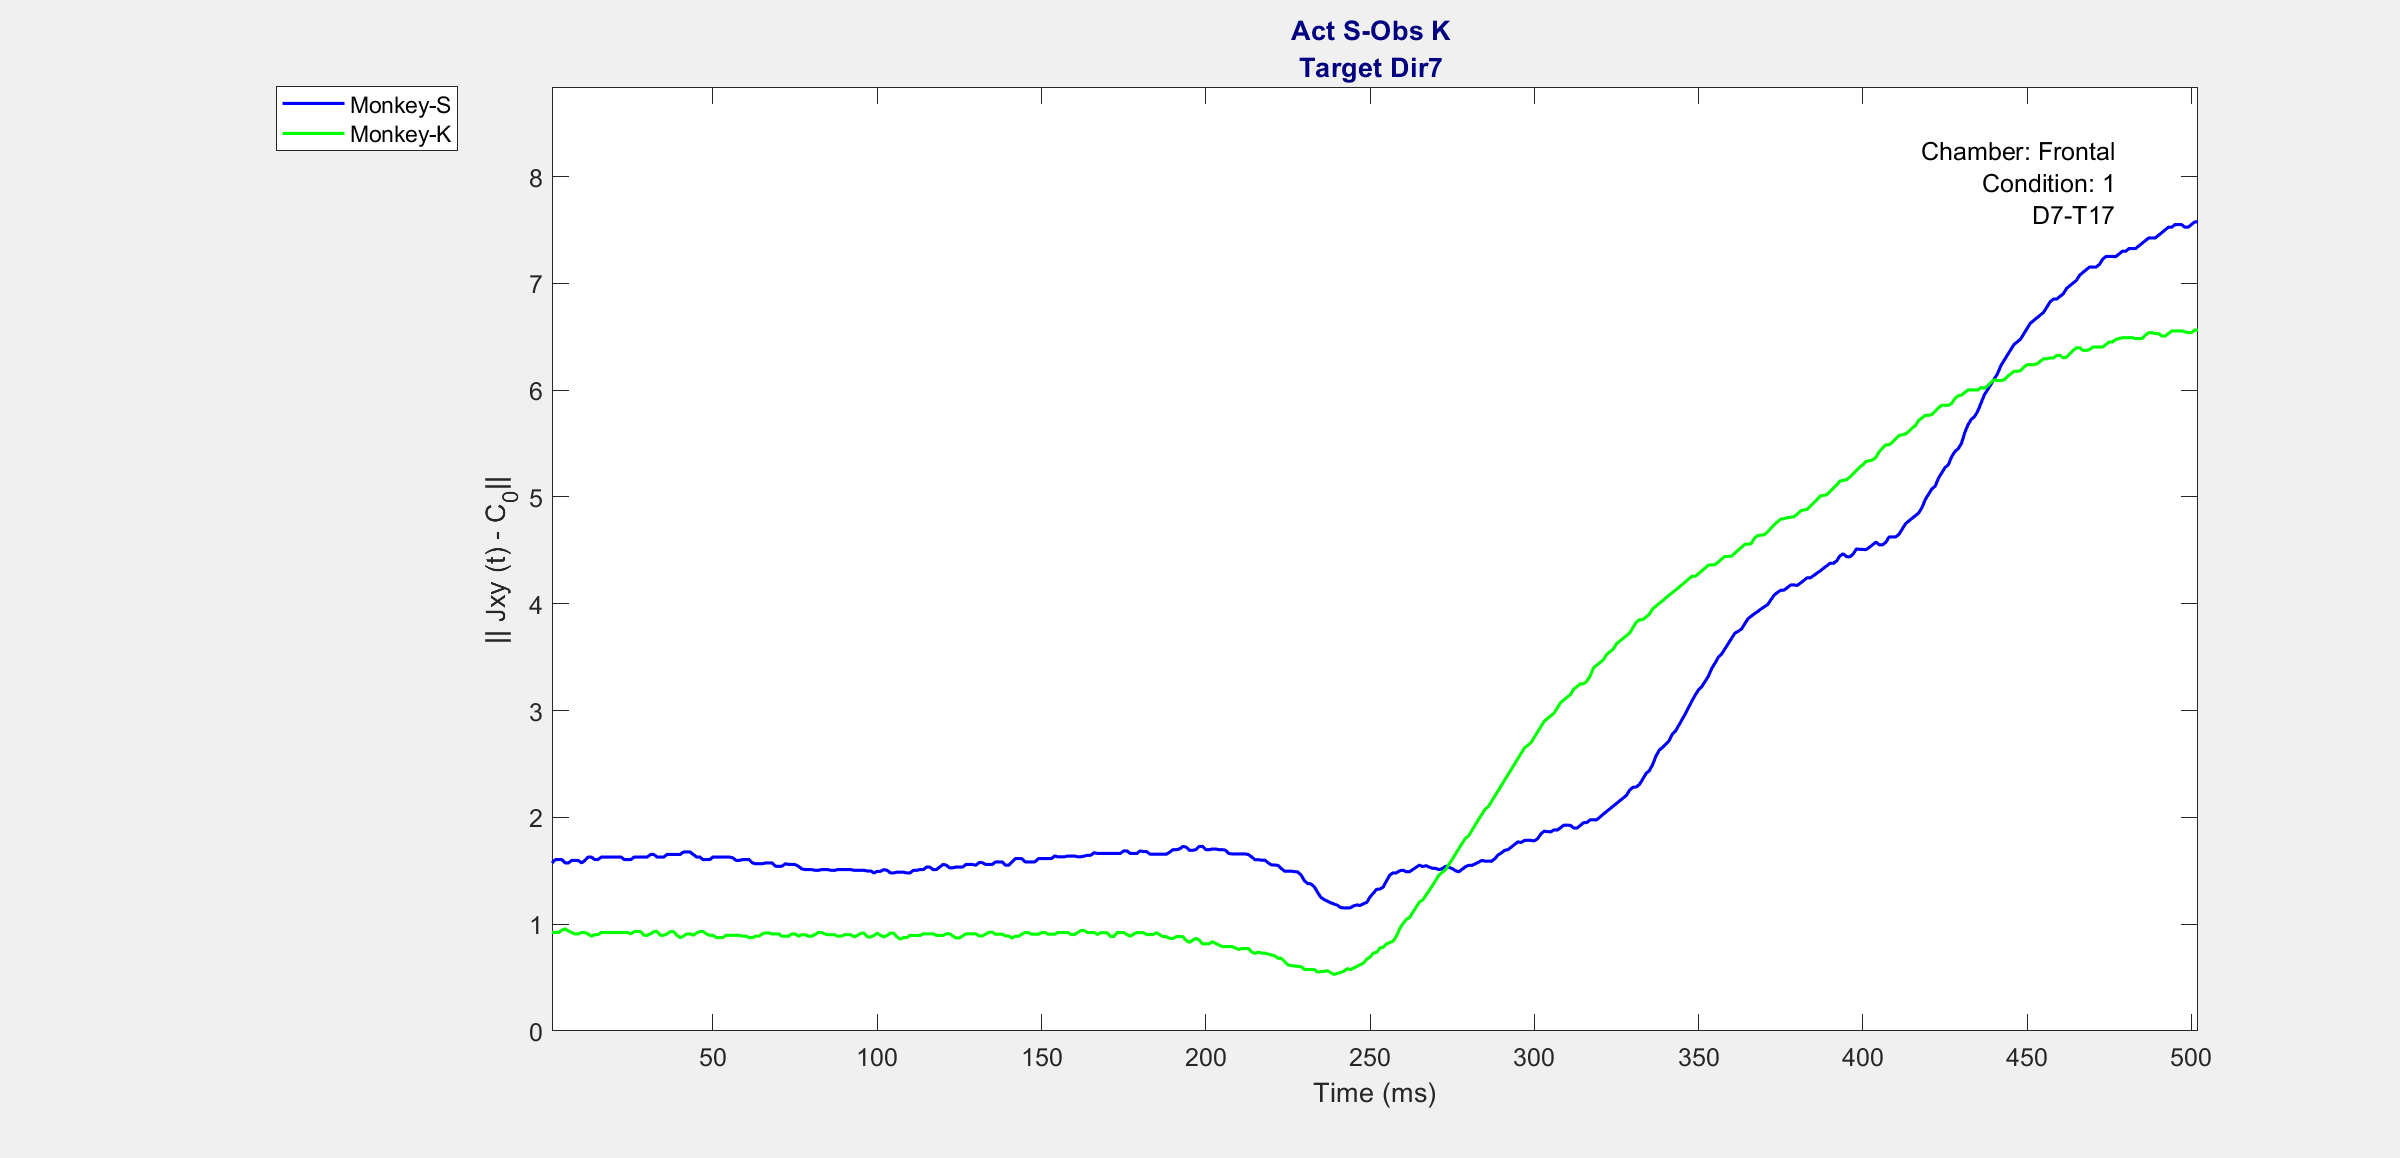 Act S-Obs K
Target Dir7
Monkey-S
Monkey-K
Chamber: Frontal
Condition: 1
D7-T17
8
7
6
5
4
3
2
1
0
|| Jxy (t) - C0||
50 100 150 200 250 300 350 400 450 500
Time (ms)